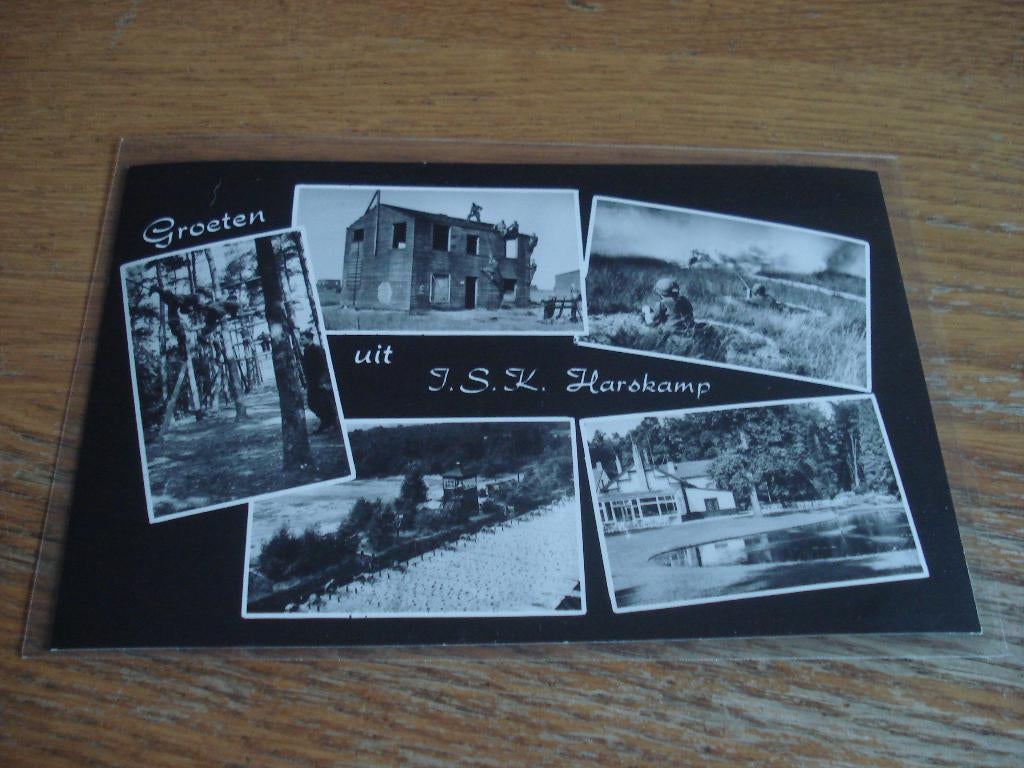 Groeten
uit
I.S.K. Harskamp